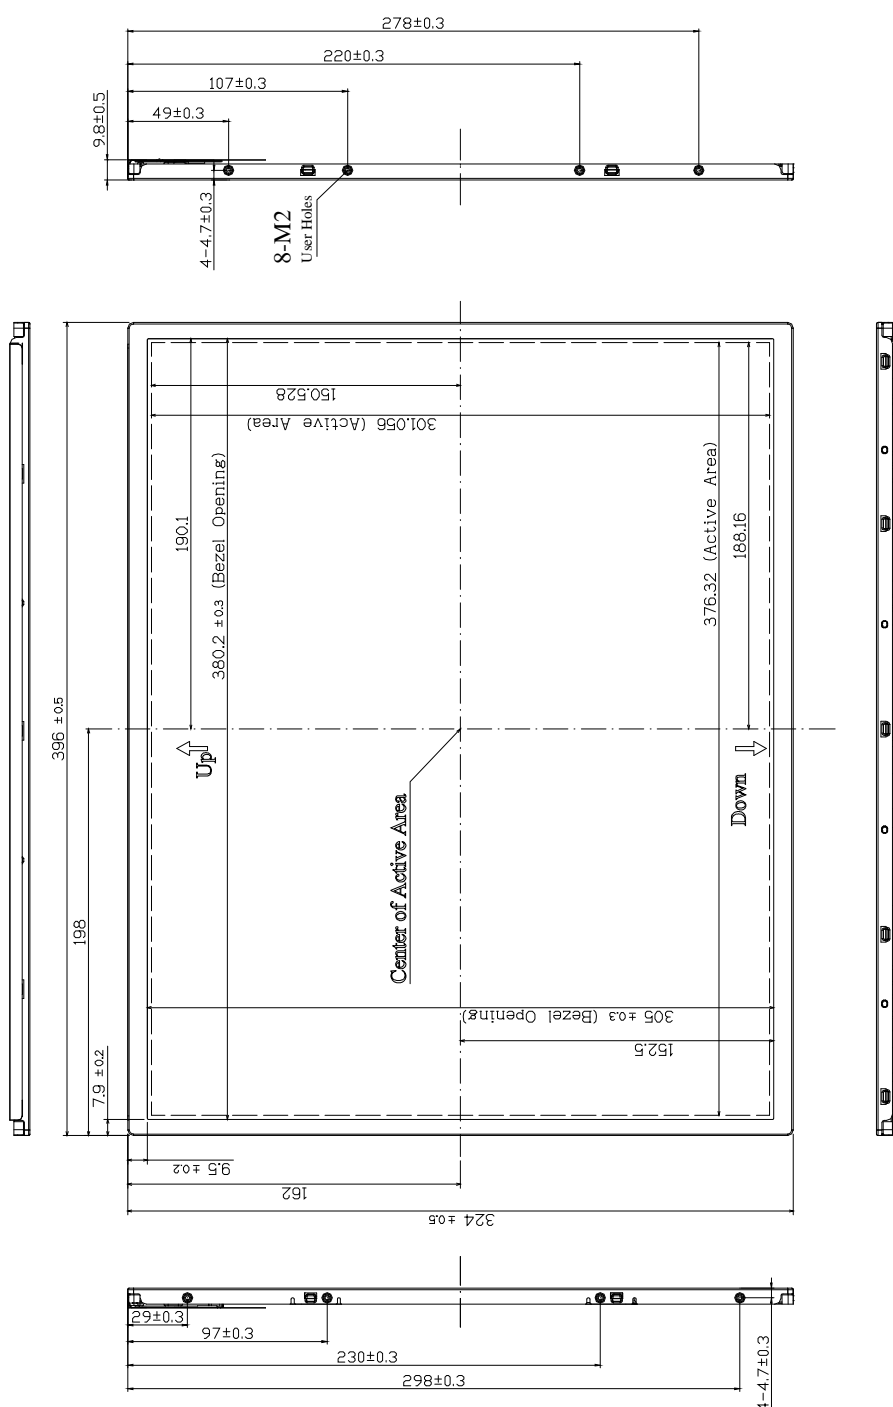 278±0.3
220±0.3
107±0.3
49±0.3
9.8±0.5
4-4.7±0.3
8-M2
User Holes
150.528
301.056 (Active Area)
190.1
380.2 ±0.3 (Bezel Opening)
376.32 (Active Area)
188.16
396 ±0.5
198
Up
Down
Center of Active Area
305 ±0.3 (Bezel Opening)
152.5
7.9 ±0.2
9.5 ±0.2
162
324 ±0.5
29±0.3
97±0.3
230±0.3
298±0.3
4-4.7±0.3